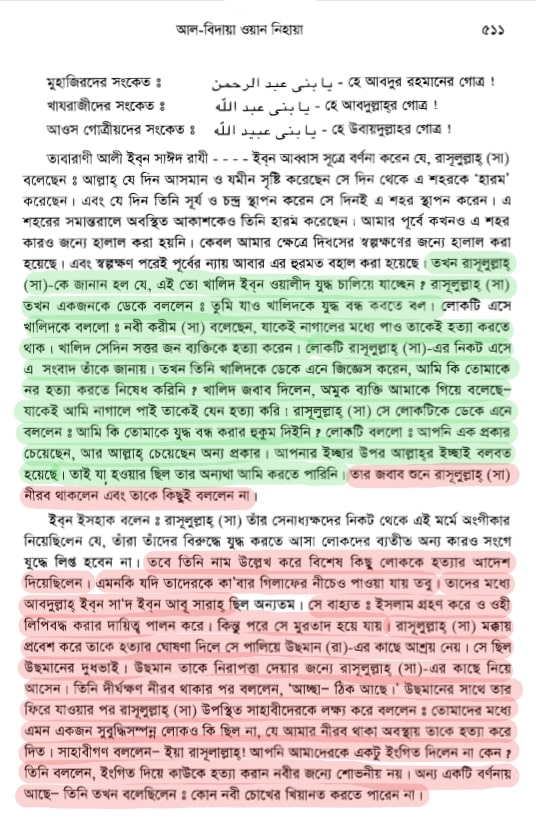 আল-বিদায়া ওয়ান নিহায়া ৫১১
মুহাজিরদের সংকেত ঃ يابنى عبد الرحمن - হে আবদুর রহমানের গোত্র !
খাযরাজীদের সংকেত ঃ يابنى عبد الله - হে আবদুল্লাহ্‌র গোত্র !
আওস গোত্রীয়দের সংকেত ঃ يابنى عبيد الله - হে উবায়দুল্লাহর গোত্র !
তাবারাণী আলী ইব্‌ন সাঈদ রাযী - - - - ইব্‌ন আব্বাস সূত্রে বর্ণনা করেন যে, রাসূলুল্লাহ্ (সা)
বলেছেন ঃ আল্লাহ্ যে দিন আসমান ও যমীন সৃষ্টি করেছেন সে দিন থেকে এ শহরকে ‘হারম’
করেছেন। এবং যে দিন তিনি সূর্য ও চন্দ্র স্থাপন করেন সে দিনই এ শহর স্থাপন করেন। এ
শহরের সমান্তরালে অবস্থিত আকাশকেও তিনি হারম করেছেন। আমার পূর্বে কখনও এ শহর
কারও জন্যে হালাল করা হয়নি। কেবল আমার ক্ষেত্রে দিবসের স্বল্পক্ষণের জন্যে হালাল করা
হয়েছে। এবং স্বল্পক্ষণ পরেই পূর্বের ন্যায় আবার এর হুরমত বহাল করা হয়েছে। তখন রাসূলুল্লাহ্
(সা)-কে জানান হল যে, এই তো খালিদ ইব্‌ন ওয়ালীদ যুদ্ধ চালিয়ে যাচ্ছেন ? রাসূলুল্লাহ্ (সা)
তখন একজনকে ডেকে বললেন ঃ তুমি যাও খালিদকে যুদ্ধ বন্ধ করতে বল। লোকটি এসে
খালিদকে বললো ঃ নবী করীম (সা) বলেছেন, যাকেই নাগালের মধ্যে পাও তাকেই হত্যা করতে
থাক। খালিদ সেদিন সত্তর জন ব্যক্তিকে হত্যা করেন। লোকটি রাসূলুল্লাহ্ (সা)-এর নিকট এসে
এ সংবাদ তাঁকে জানায়। তখন তিনি খালিদকে ডেকে এনে জিজ্ঞেস করেন, আমি কি তোমাকে
নর হত্যা করতে নিষেধ করিনি ? খালিদ জবাব দিলেন, অমুক ব্যক্তি আমাকে গিয়ে বলেছে–
যাকেই আমি নাগালে পাই তাকেই যেন হত্যা করি ! রাসূলুল্লাহ্ (সা) সে লোকটিকে ডেকে এনে
বললেন ঃ আমি কি তোমাকে যুদ্ধ বন্ধ করার হুকুম দিইনি ? লোকটি বললো ঃ আপনি এক প্রকার
চেয়েছেন, আর আল্লাহ্ চেয়েছেন অন্য প্রকার। আপনার ইচ্ছার উপর আল্লাহ্‌র ইচ্ছাই বলবত
হয়েছে। তাই যা হওয়ার ছিল তার অন্যথা আমি করতে পারিনি। তার জবাব শুনে রাসূলুল্লাহ্ (সা)
নীরব থাকলেন এবং তাকে কিছুই বললেন না।
ইব্‌ন ইসহাক বলেন ঃ রাসূলুল্লাহ্ (সা) তাঁর সেনাধ্যক্ষদের নিকট থেকে এই মর্মে অংগীকার
নিয়েছিলেন যে, তাঁরা তাঁদের বিরুদ্ধে যুদ্ধ করতে আসা লোকদের ব্যতীত অন্য কারও সংগে
যুদ্ধে লিপ্ত হবেন না। তবে তিনি নাম উল্লেখ করে বিশেষ কিছু লোককে হত্যার আদেশ
দিয়েছিলেন। এমনকি যদি তাদেরকে কা’বার গিলাফের নীচেও পাওয়া যায় তবু। তাদের মধ্যে
আবদুল্লাহ্ ইব্‌ন সা’দ ইব্‌ন আবূ সারাহ্ ছিল অন্যতম। সে বাহ্যত ঃ ইসলাম গ্রহণ করে ও ওহী
লিপিবদ্ধ করার দায়িত্ব পালন করে। কিন্তু পরে সে মুরতাদ হয়ে যায়। রাসূলুল্লাহ্ (সা) মক্কায়
প্রবেশ করে তাকে হত্যার ঘোষণা দিলে সে পালিয়ে উছমান (রা)-এর কাছে আশ্রয় নেয়। সে ছিল
উছমানের দুধভাই। উছমান তাকে নিরাপত্তা দেয়ার জন্যে রাসূলুল্লাহ্ (সা)-এর কাছে নিয়ে
আসেন। তিনি দীর্ঘক্ষণ নীরব থাকার পর বললেন, ‘আচ্ছা– ঠিক আছে।’ উছমানের সাথে তার
ফিরে যাওয়ার পর রাসূলুল্লাহ্ (সা) উপস্থিত সাহাবীদেরকে লক্ষ্য করে বললেন ঃ তোমাদের মধ্যে
এমন একজন সুবুদ্ধিসম্পন্ন লোকও কি ছিল না, যে আমার নীরব থাকা অবস্থায় তাকে হত্যা করে
দিত। সাহাবীগণ বললেন– ইয়া রাসূলাল্লাহ্! আপনি আমাদেরকে একটু ইংগিত দিলেন না কেন ?
তিনি বললেন, ইংগিত দিয়ে কাউকে হত্যা করান নবীর জন্যে শোভনীয় নয়। অন্য একটি বর্ণনায়
আছে– তিনি তখন বলেছিলেন ঃ কোন নবী চোখের খিয়ানত করতে পারেন না।